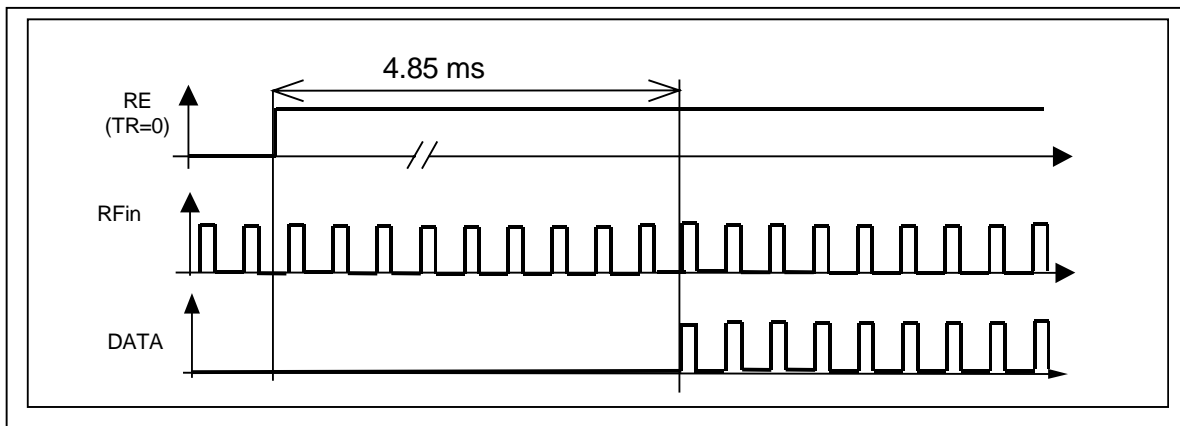 4.85 ms
RE
(TR=0)
RFin
DATA